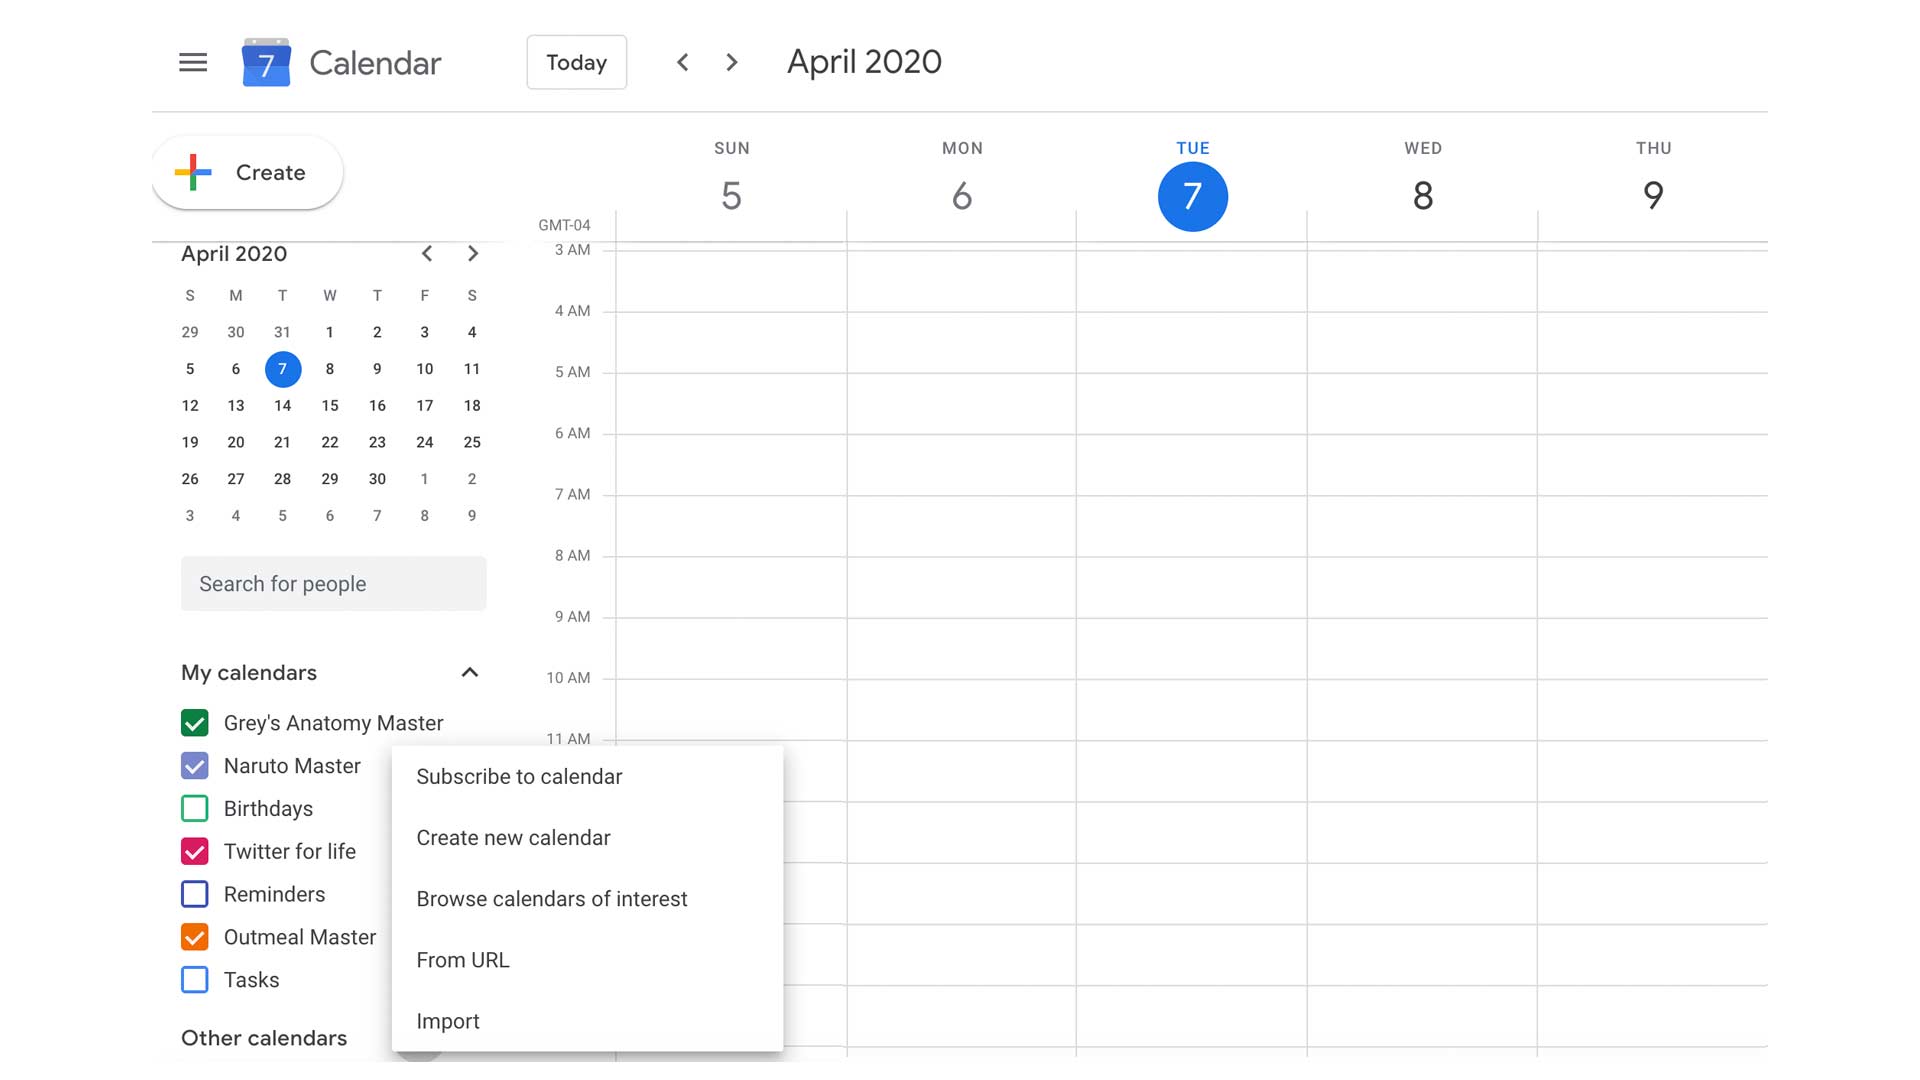 7 Calendar Today April 2020
Create
SUN MON TUE WED THU
5 6 7 8 9
GMT-04
April 2020
S M T W T F S
29 30 31 1 2 3 4
5 6 7 8 9 10 11
12 13 14 15 16 17 18
19 20 21 22 23 24 25
26 27 28 29 30 1 2
3 4 5 6 7 8 9
Search for people
My calendars
Grey's Anatomy Master
Naruto Master
Birthdays
Twitter for life
Reminders
Outmeal Master
Tasks
Other calendars
3 AM
4 AM
5 AM
6 AM
7 AM
8 AM
9 AM
10 AM
11 AM
Subscribe to calendar
Create new calendar
Browse calendars of interest
From URL
Import